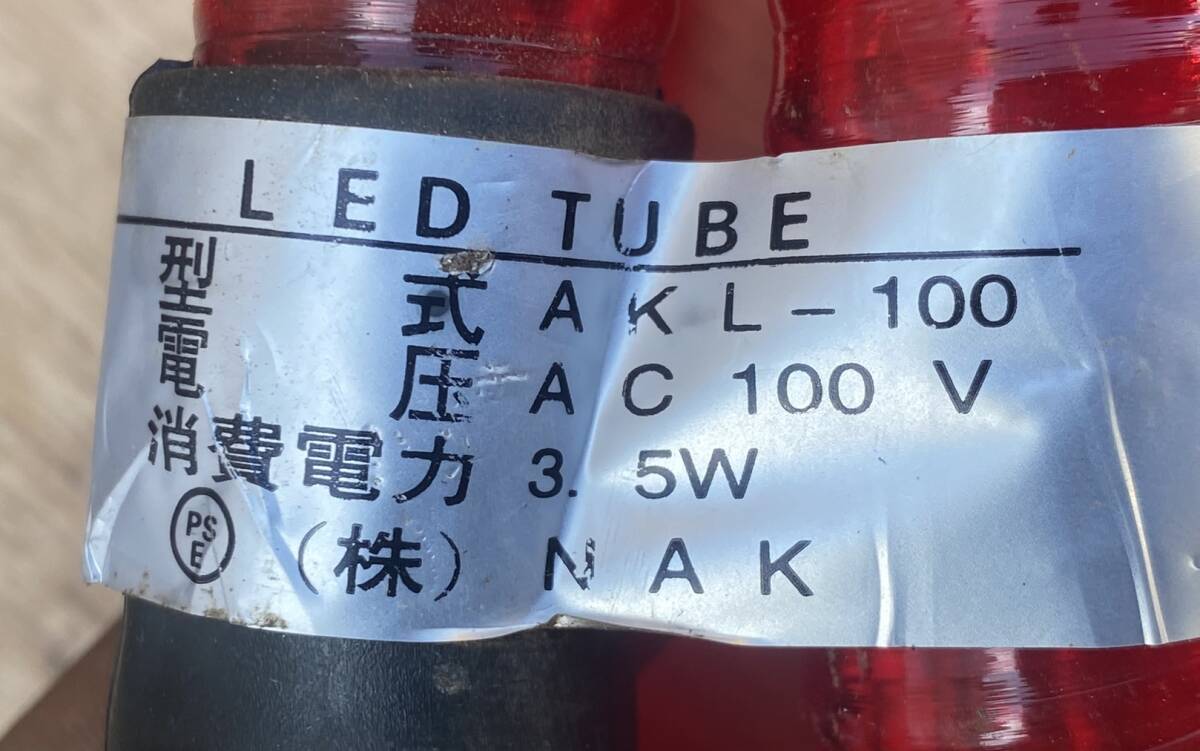 LED TUBE
型式 AKL-100
電圧 AC 100 V
消費電力 3.5W
PSE (株) NAK